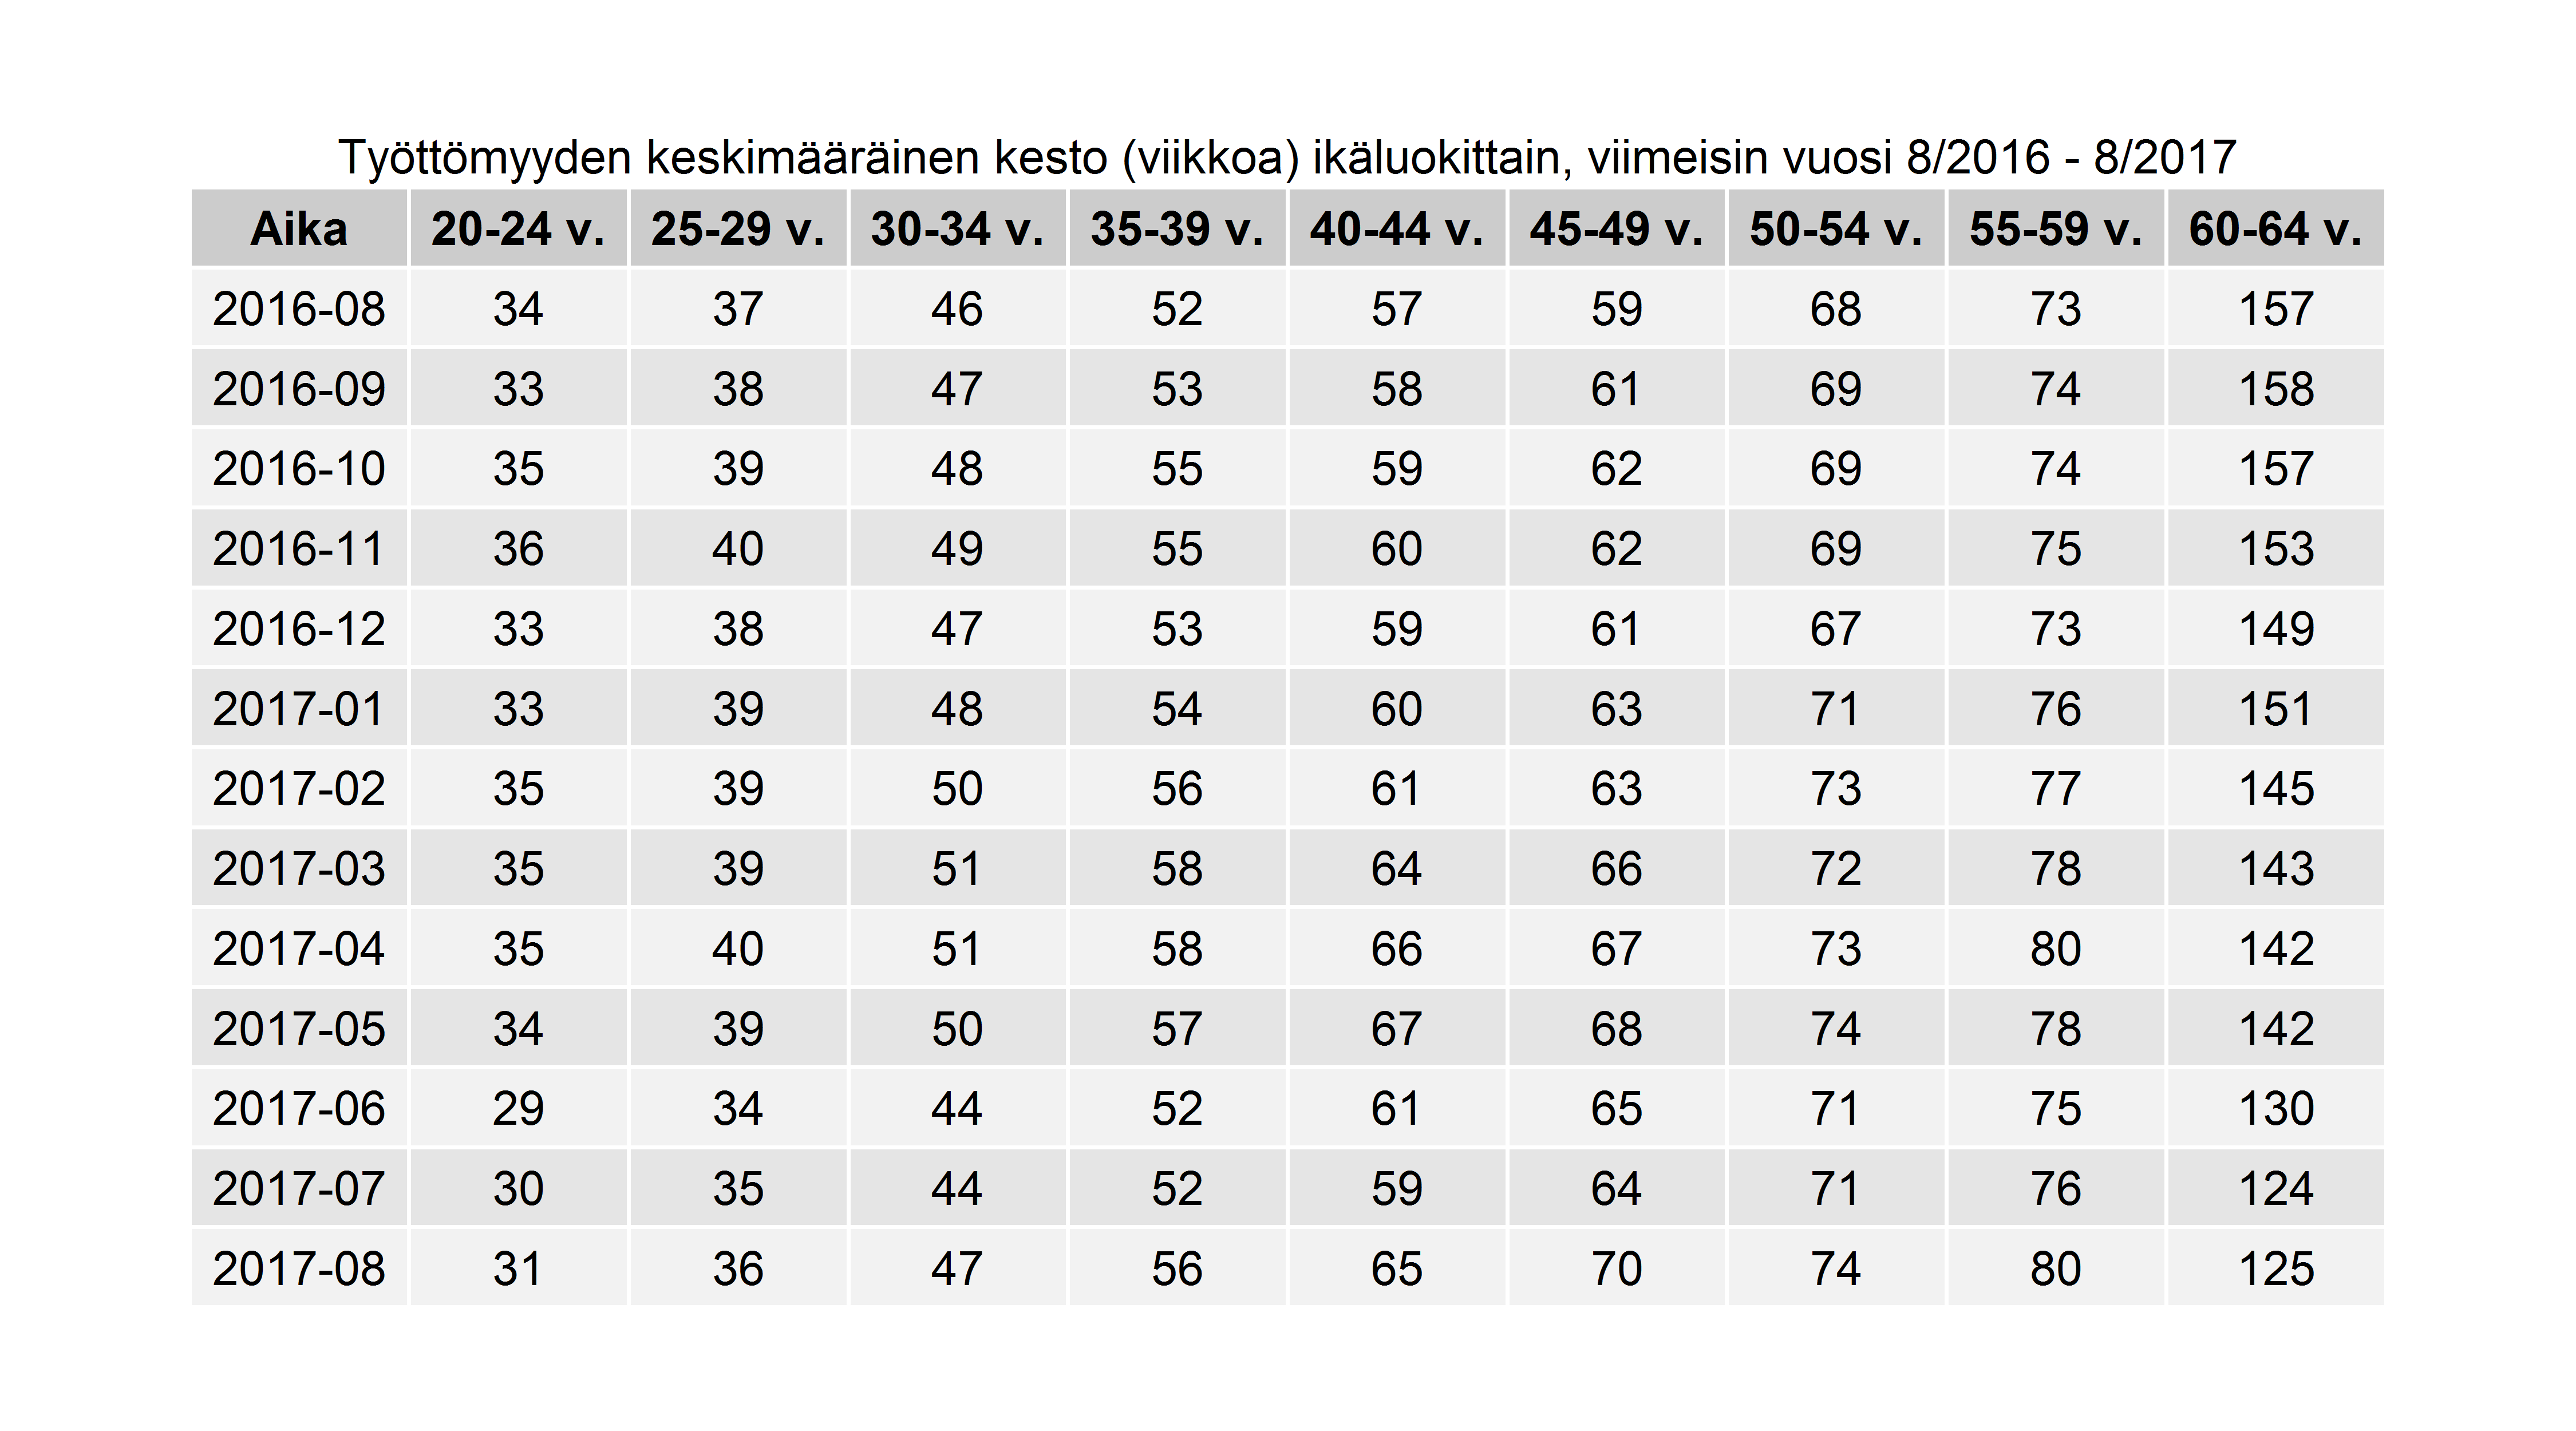 Työttömyyden keskimääräinen kesto (viikkoa) ikäluokittain, viimeisin vuosi 8/2016 - 8/2017
Aika 20-24 v. 25-29 v. 30-34 v. 35-39 v. 40-44 v. 45-49 v. 50-54 v. 55-59 v. 60-64 v.
2016-08 34 37 46 52 57 59 68 73 157
2016-09 33 38 47 53 58 61 69 74 158
2016-10 35 39 48 55 59 62 69 74 157
2016-11 36 40 49 55 60 62 69 75 153
2016-12 33 38 47 53 59 61 67 73 149
2017-01 33 39 48 54 60 63 71 76 151
2017-02 35 39 50 56 61 63 73 77 145
2017-03 35 39 51 58 64 66 72 78 143
2017-04 35 40 51 58 66 67 73 80 142
2017-05 34 39 50 57 67 68 74 78 142
2017-06 29 34 44 52 61 65 71 75 130
2017-07 30 35 44 52 59 64 71 76 124
2017-08 31 36 47 56 65 70 74 80 125